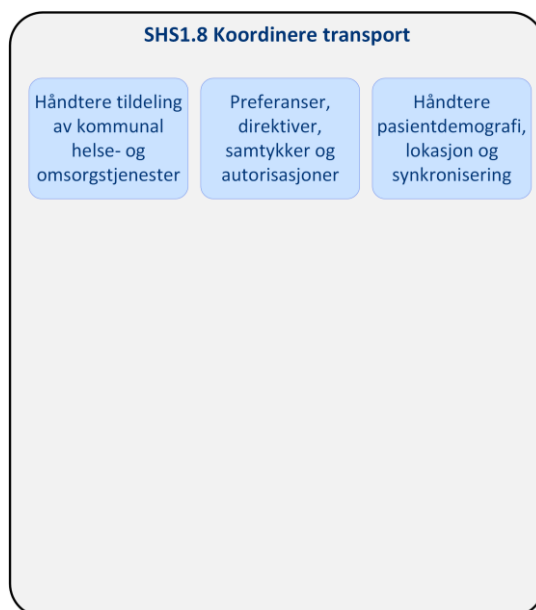 SHS1.8 Koordinere transport
Håndtere tildeling
av kommunal
helse- og
omsorgstjenester
Preferanser,
direktiver,
samtykker og
autorisasjoner
Håndtere
pasientdemografi,
lokasjon og
synkronisering